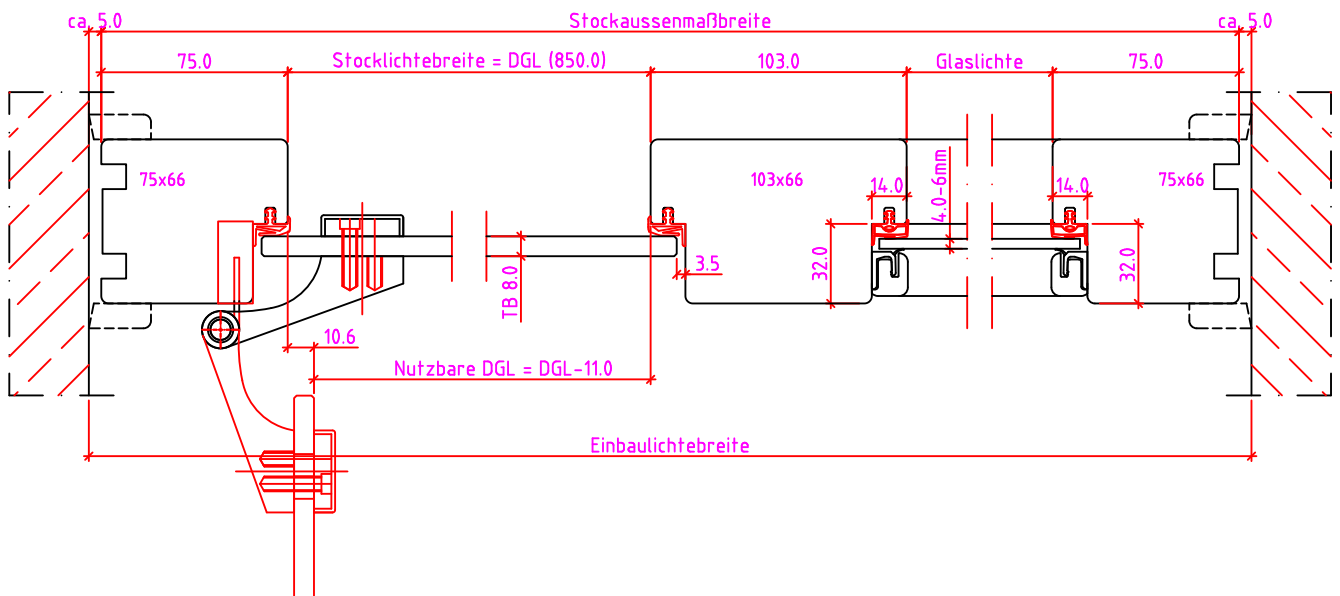 ca. 5.0
Stockaussenmaßbreite
ca. 5.0
75.0
Stocklichtebreite = DGL (850.0)
103.0
Glaslichte
75.0
75x66
103x66
14.0
4.0-6mm
14.0
75x66
TB 8.0
3.5
32.0
32.0
10.6
Nutzbare DGL = DGL-11.0
Einbaulichtebreite